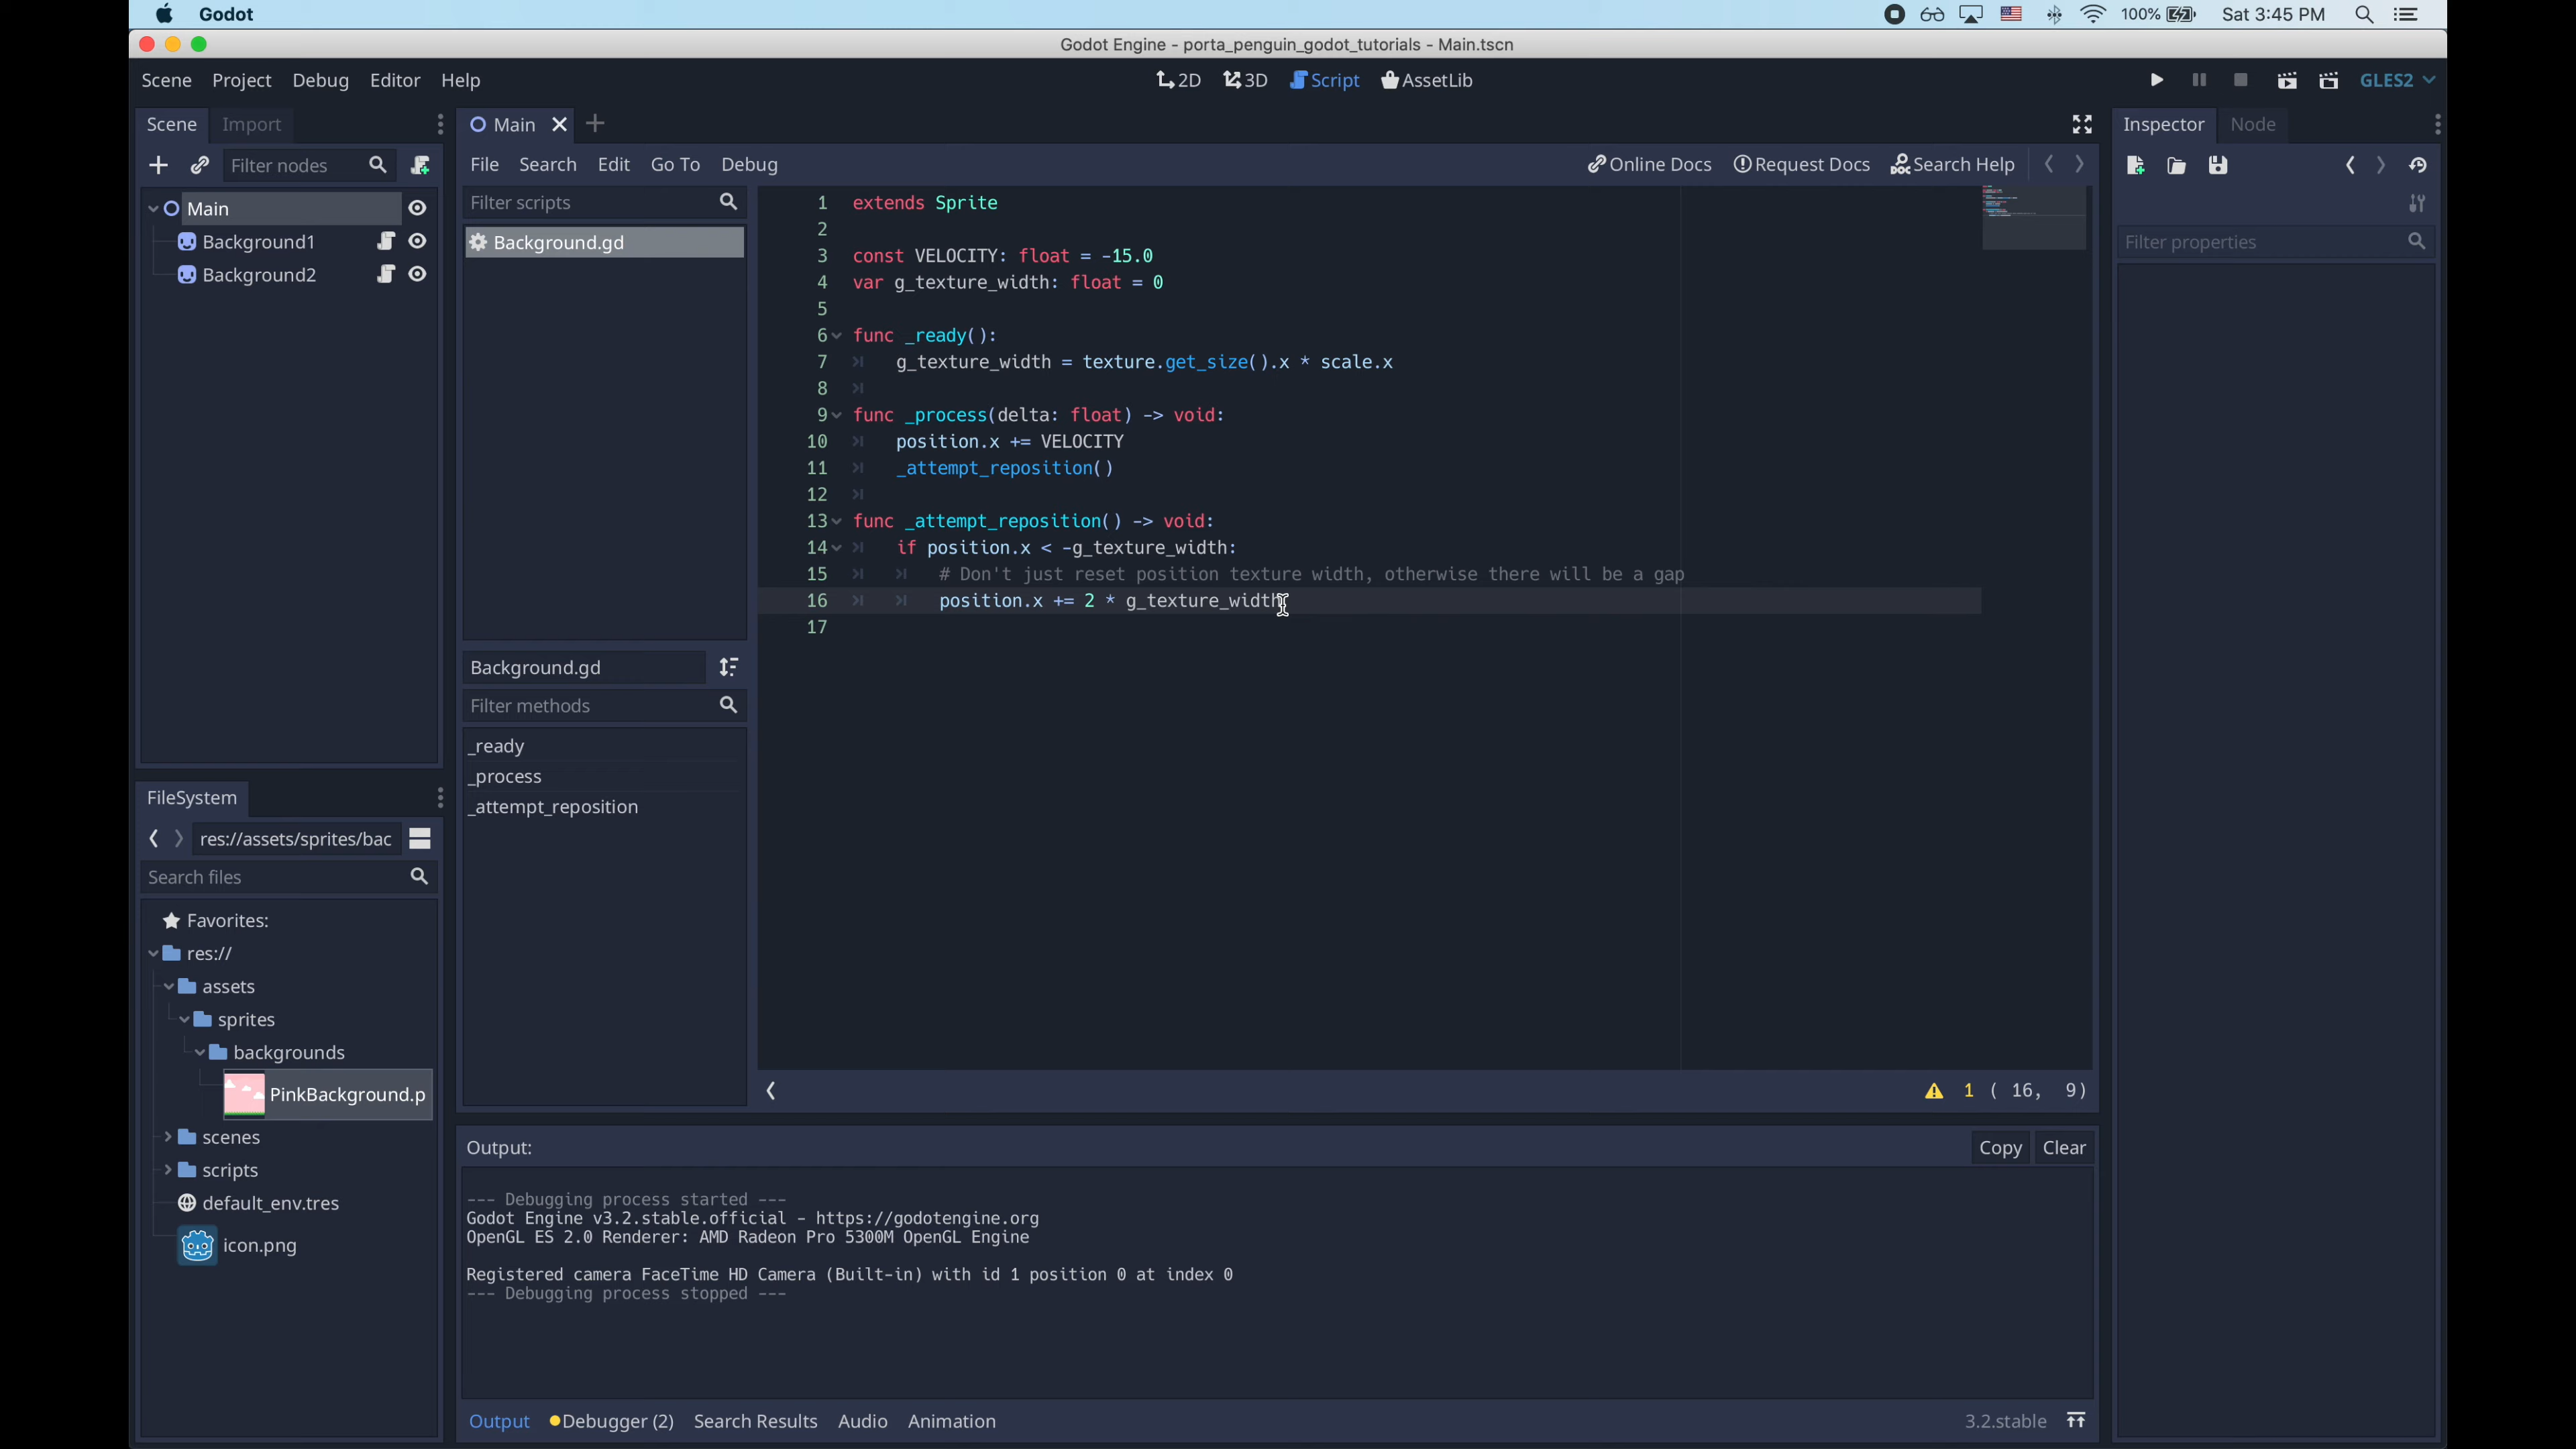 Godot
100%
Sat 3:45 PM
Godot Engine - porta_penguin_godot_tutorials - Main.tscn
Scene Project Debug Editor Help
2D 3D Script AssetLib
GLES2
Scene Import
Filter nodes
Main
Background1
Background2
Main
File Search Edit Go To Debug
Online Docs Request Docs Search Help
Filter scripts
Background.gd
Background.gd
Filter methods
_ready
_process
_attempt_reposition
1 extends Sprite
2
3 const VELOCITY: float = -15.0
4 var g_texture_width: float = 0
5
6 func _ready():
7 g_texture_width = texture.get_size().x * scale.x
8
9 func _process(delta: float) -> void:
10 position.x += VELOCITY
11 _attempt_reposition()
12
13 func _attempt_reposition() -> void:
14 if position.x < -g_texture_width:
15 # Don't just reset position texture width, otherwise there will be a gap
16 position.x += 2 * g_texture_width
17
1 ( 16, 9)
Inspector Node
Filter properties
FileSystem
res://assets/sprites/bac
Search files
Favorites:
res://
assets
sprites
backgrounds
PinkBackground.p
scenes
scripts
default_env.tres
icon.png
Output:
Copy Clear
--- Debugging process started ---
Godot Engine v3.2.stable.official - https://godotengine.org
OpenGL ES 2.0 Renderer: AMD Radeon Pro 5300M OpenGL Engine
Registered camera FaceTime HD Camera (Built-in) with id 1 position 0 at index 0
--- Debugging process stopped ---
Output Debugger (2) Search Results Audio Animation
3.2.stable